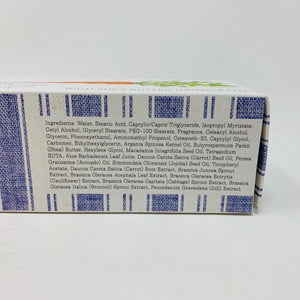 RICH SHEA BUTTER HAND CREAM
Ingredients: Water, Stearic Acid, Caprylic/Capric Triglyceride, Isopropyl Myristate,
Cetyl Alcohol, Glyceryl Stearate, PEG-100 Stearate, Fragrance, Cetearyl Alcohol,
Glycerin, Phenoxyethanol, Aminomethyl Propanol, Ceteareth-20, Caprylyl Glycol,
Carbomer, Ethylhexylglycerin, Argania Spinosa Kernel Oil, Butyrospermum Parkii
(Shea) Butter, Hexylene Glycol, Macadamia Integrifolia Seed Oil, Tetrasodium
EDTA, Aloe Barbadensis Leaf Juice, Daucus Carota Sativa (Carrot) Seed Oil, Persea
Gratissima (Avocado) Oil, Simmondsia Chinensis (Jojoba) Seed Oil, Tocopheryl
Acetate, Daucus Carota Sativa (Carrot) Root Extract, Brassica Juncea
Sprout Extract, Brassica Oleracea Acephala Leaf Extract, Brassica Oleracea Botrytis
(Cauliflower) Extract, Brassica Oleracea Capitata (Cabbage) Sprout Extract, Brassica
Oleracea Italica (Broccoli) Sprout Extract, Peucedanum Graveolens (Dill) Extract